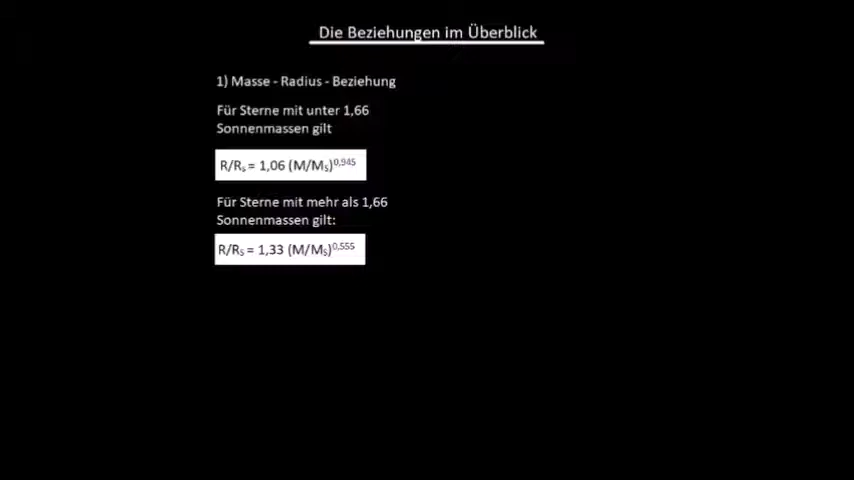 Die Beziehungen im Überblick
1) Masse - Radius - Beziehung
Für Sterne mit unter 1,66
Sonnenmassen gilt
R/Rₛ = 1,06 (M/Mₛ)^0,945
Für Sterne mit mehr als 1,66
Sonnenmassen gilt:
R/Rₛ = 1,33 (M/Mₛ)^0,555